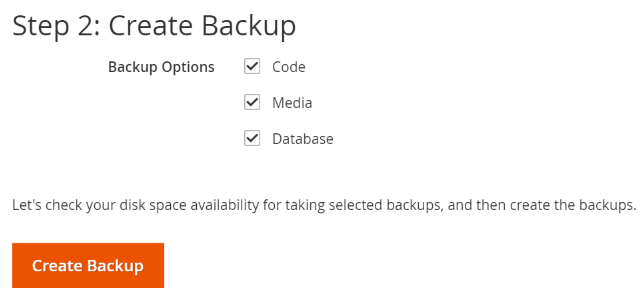 Step 2: Create Backup
Backup Options
Code
Media
Database
Let's check your disk space availability for taking selected backups, and then create the backups.
Create Backup